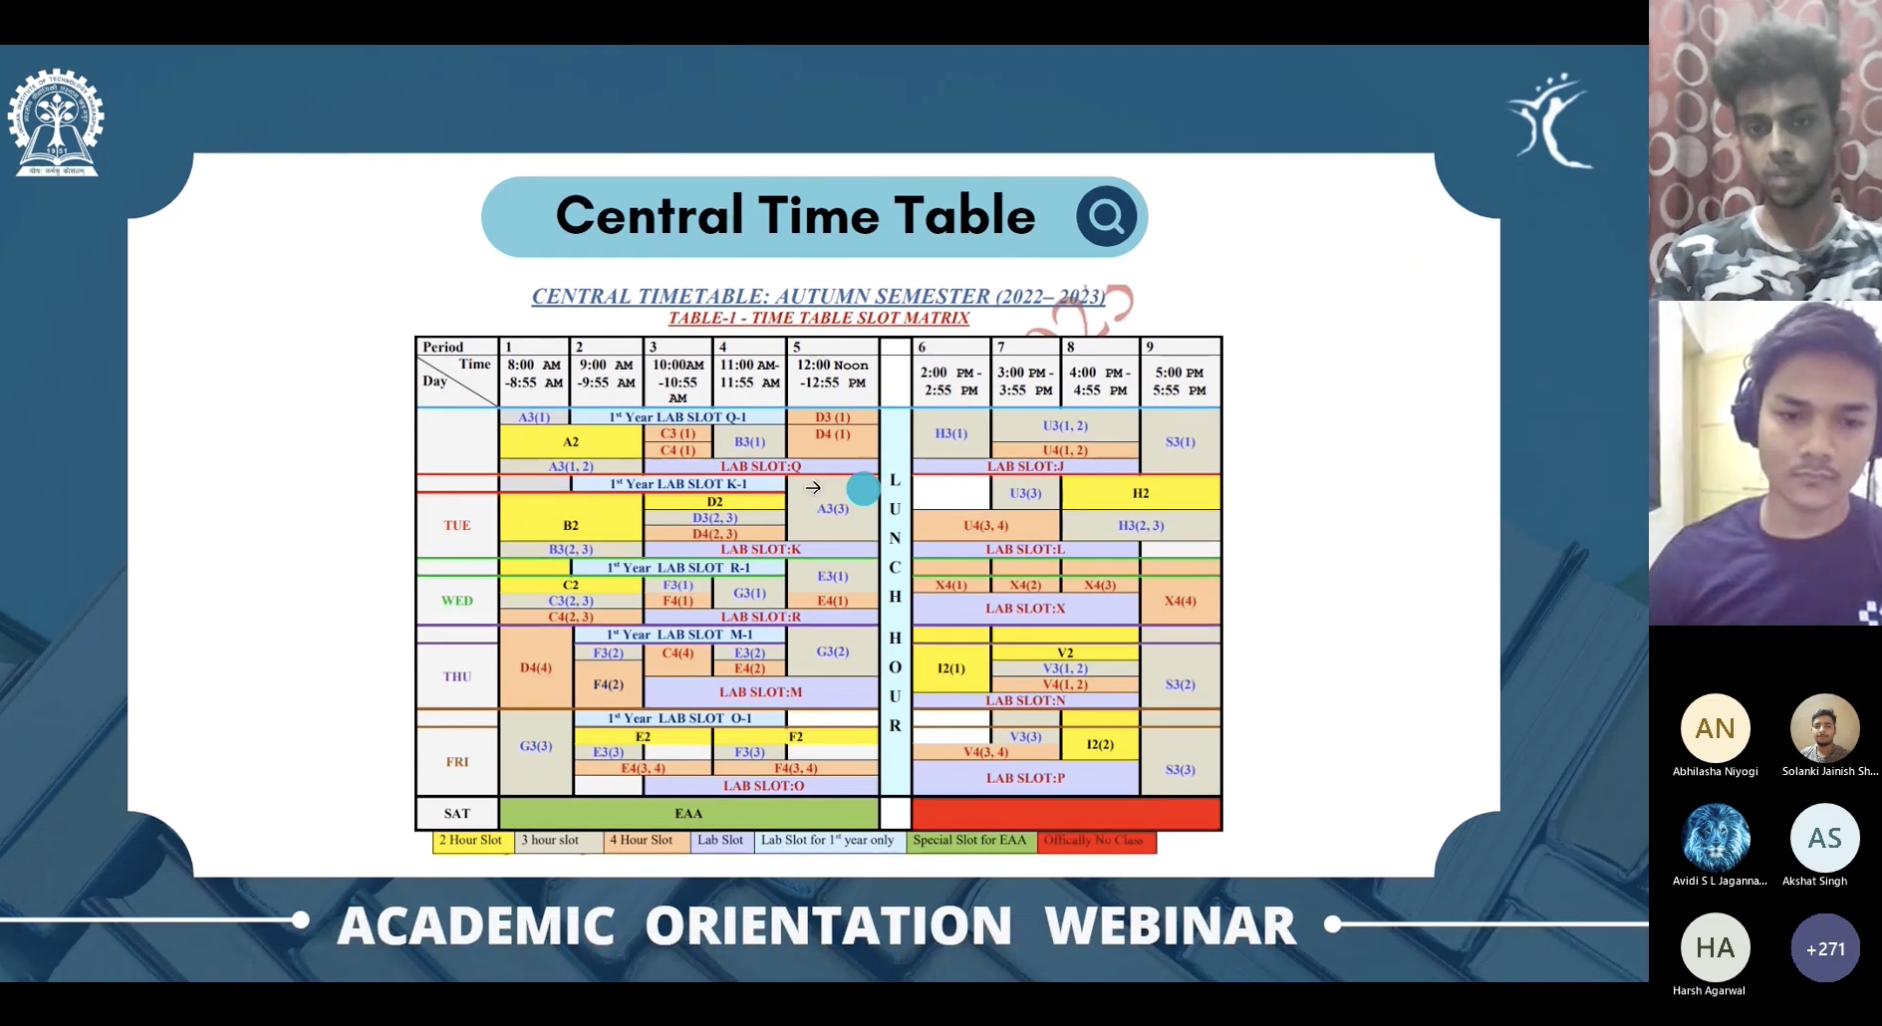 Central Time Table
CENTRAL TIMETABLE: AUTUMN SEMESTER (2022– 2023)
TABLE-1 - TIME TABLE SLOT MATRIX
Period 1 2 3 4 5 6 7 8 9
Time
Day
8:00 AM -8:55 AM
9:00 AM -9:55 AM
10:00AM -10:55 AM
11:00 AM- 11:55 AM
12:00 Noon -12:55 PM
2:00 PM - 2:55 PM
3:00 PM - 3:55 PM
4:00 PM - 4:55 PM
5:00 PM 5:55 PM
LUNCH HOUR
A3(1) 1st Year LAB SLOT Q-1 D3 (1)
A2 C3 (1) C4 (1) B3(1) D4 (1) H3(1) U3(1, 2) U4(1, 2) S3(1)
A3(1, 2) LAB SLOT:Q LAB SLOT:J
1st Year LAB SLOT K-1
TUE B2 D2 A3(3) U3(3) H2
D3(2, 3) D4(2, 3) U4(3, 4) H3(2, 3)
B3(2, 3) LAB SLOT:K LAB SLOT:L
1st Year LAB SLOT R-1 E3(1)
WED C2 F3(1) G3(1) X4(1) X4(2) X4(3)
C3(2, 3) F4(1) E4(1) LAB SLOT:X X4(4)
C4(2, 3) LAB SLOT:R
1st Year LAB SLOT M-1
THU D4(4) F3(2) C4(4) E3(2) G3(2) I2(1) V2
F4(2) E4(2) V3(1, 2) V4(1, 2) S3(2)
LAB SLOT:M LAB SLOT:N
1st Year LAB SLOT O-1
FRI G3(3) E2 F2 V3(3) I2(2)
E3(3) F3(3) V4(3, 4) S3(3)
E4(3, 4) F4(3, 4) LAB SLOT:P
LAB SLOT:O
SAT EAA
2 Hour Slot 3 hour slot 4 Hour Slot Lab Slot Lab Slot for 1st year only Special Slot for EAA Offically No Class
ACADEMIC ORIENTATION WEBINAR
AN
Abhilasha Niyogi
Solanki Jainish Sh...
Avidi S L Jaganna...
AS
Akshat Singh
HA
Harsh Agarwal
+271